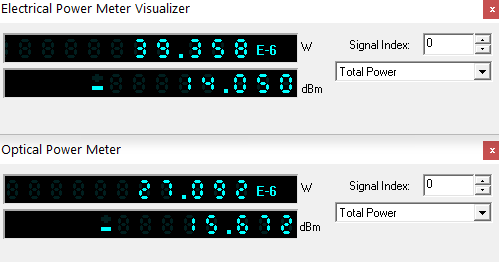 Electrical Power Meter Visualizer x
39.358 E-6 W Signal Index: 0
Total Power
- 14.050 dBm
Optical Power Meter x
27.092 E-6 W Signal Index: 0
Total Power
- 15.672 dBm